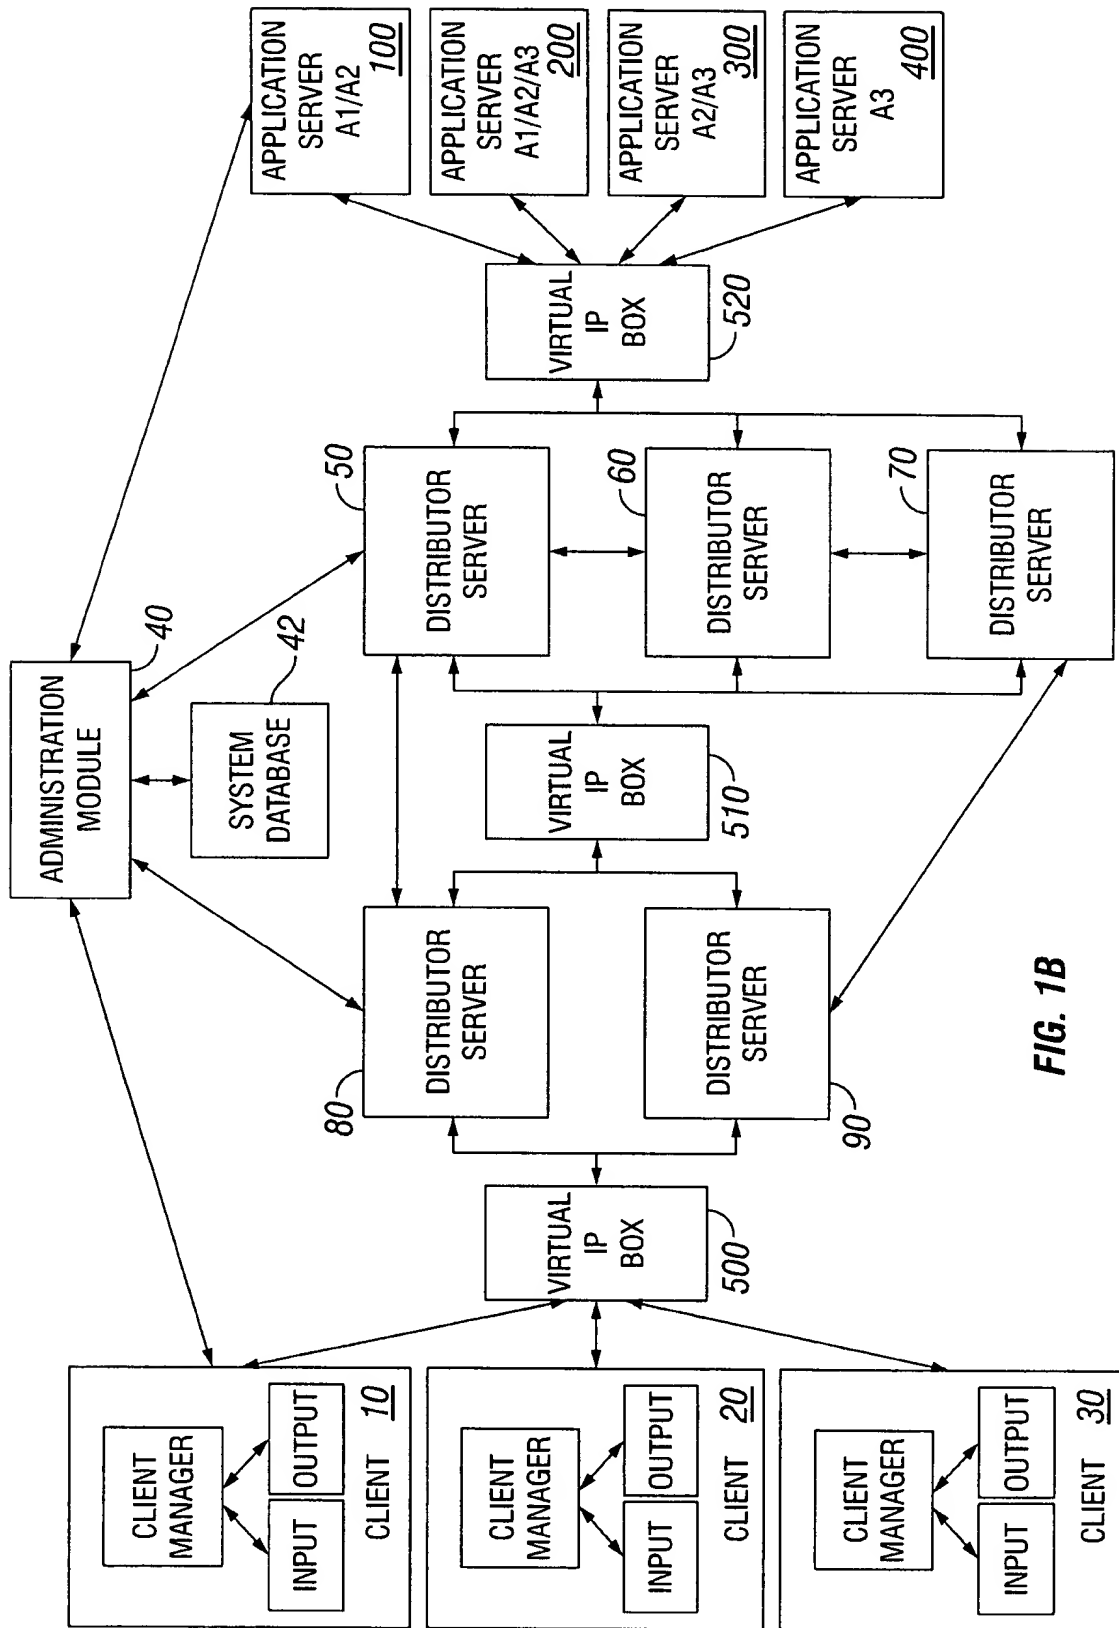 ADMINISTRATION
MODULE
40
SYSTEM
DATABASE
42
CLIENT
MANAGER
INPUT
OUTPUT
CLIENT
10
CLIENT
MANAGER
INPUT
OUTPUT
CLIENT
20
CLIENT
MANAGER
INPUT
OUTPUT
CLIENT
30
VIRTUAL
IP
BOX
500
80
DISTRIBUTOR
SERVER
DISTRIBUTOR
SERVER
90
VIRTUAL
IP
BOX
510
50
DISTRIBUTOR
SERVER
60
DISTRIBUTOR
SERVER
70
DISTRIBUTOR
SERVER
VIRTUAL
IP
BOX
520
APPLICATION
SERVER
A1/A2
100
APPLICATION
SERVER
A1/A2/A3
200
APPLICATION
SERVER
A2/A3
300
APPLICATION
SERVER
A3
400
FIG. 1B